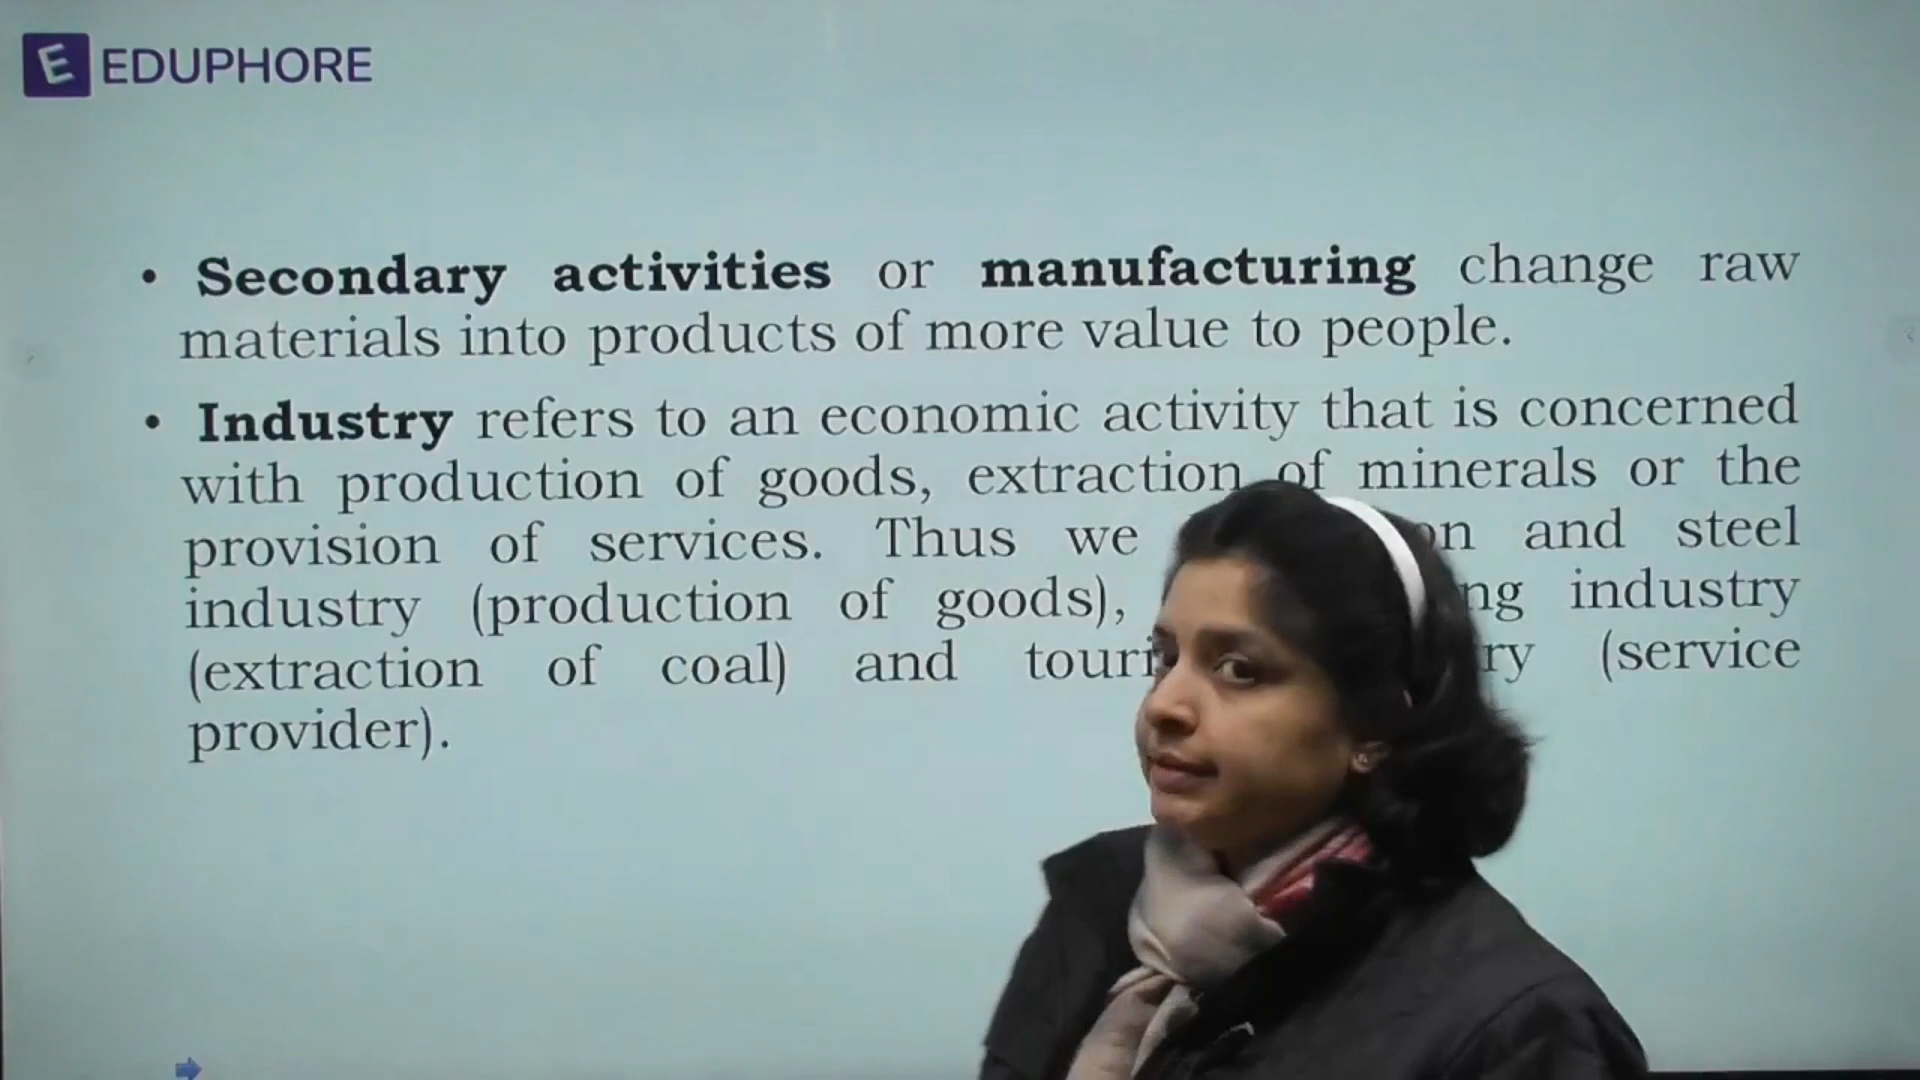 E EDUPHORE
• Secondary activities or manufacturing change raw
materials into products of more value to people.
• Industry refers to an economic activity that is concerned
with production of goods, extraction of minerals or the
provision of services. Thus we and steel
industry (production of goods), industry
(extraction of coal) and (service
provider).